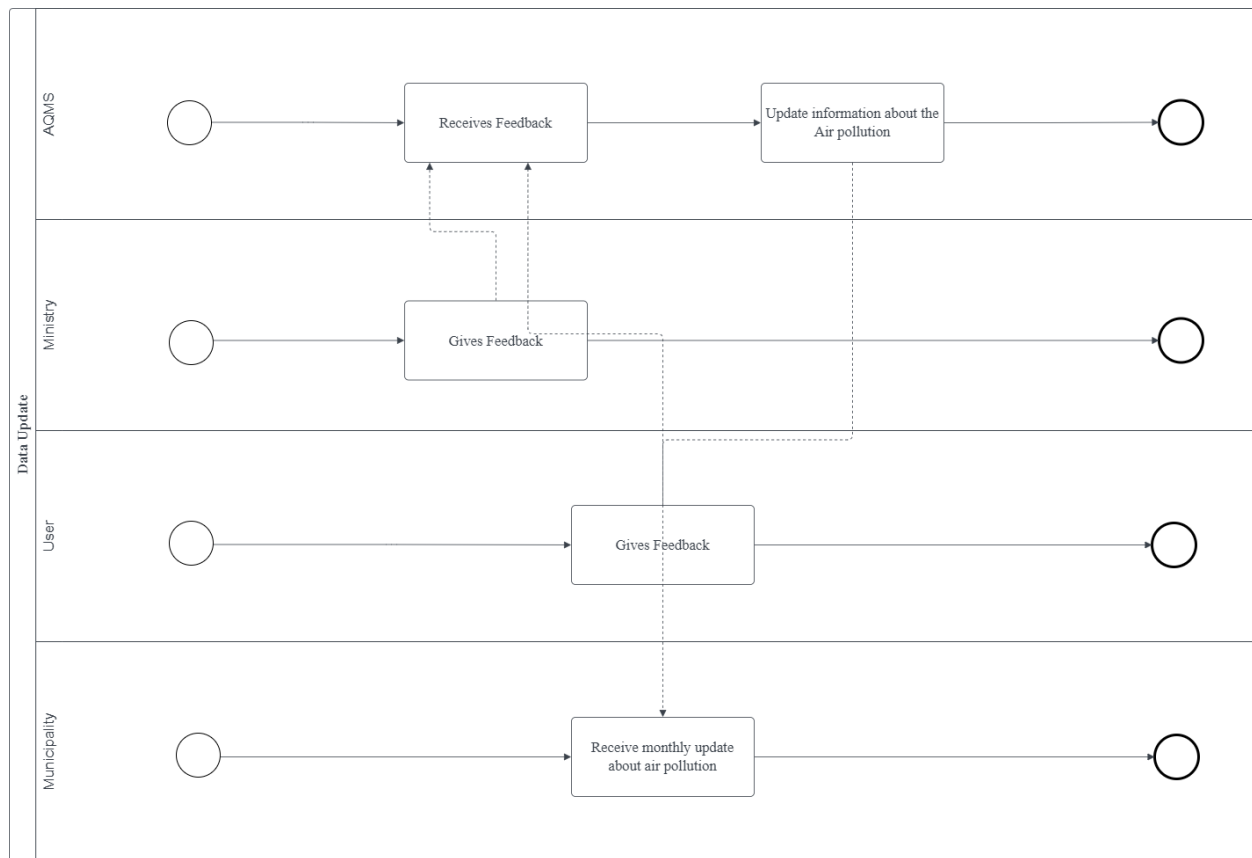 Data Update
AQMS
Receives Feedback
Update information about the
Air pollution
Ministry
Gives Feedback
User
Gives Feedback
Municipality
Receive monthly update
about air pollution